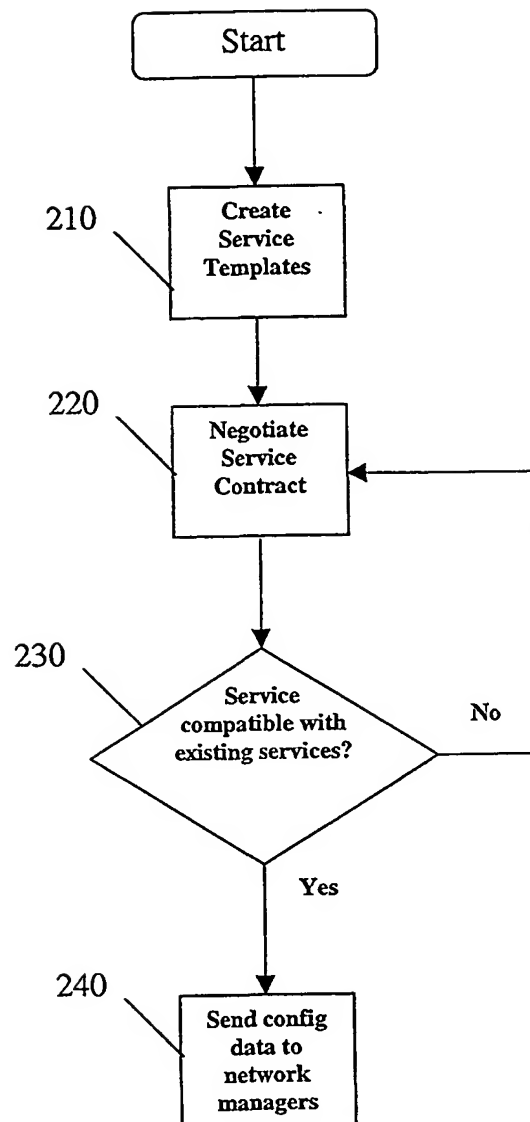 Start
210
Create
Service
Templates
220
Negotiate
Service
Contract
230
Service
compatible with
existing services?
No
Yes
240
Send config
data to
network
managers